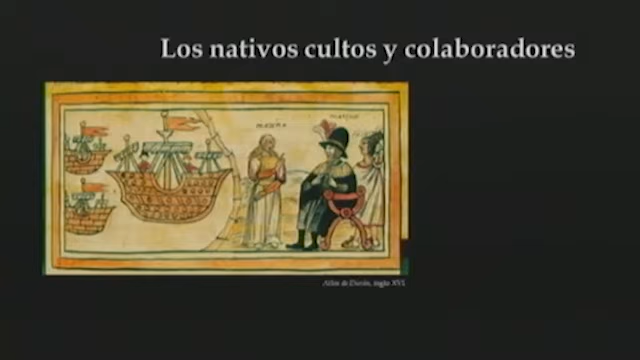 Los nativos cultos y colaboradores
Atlas de Durán, siglo XVI